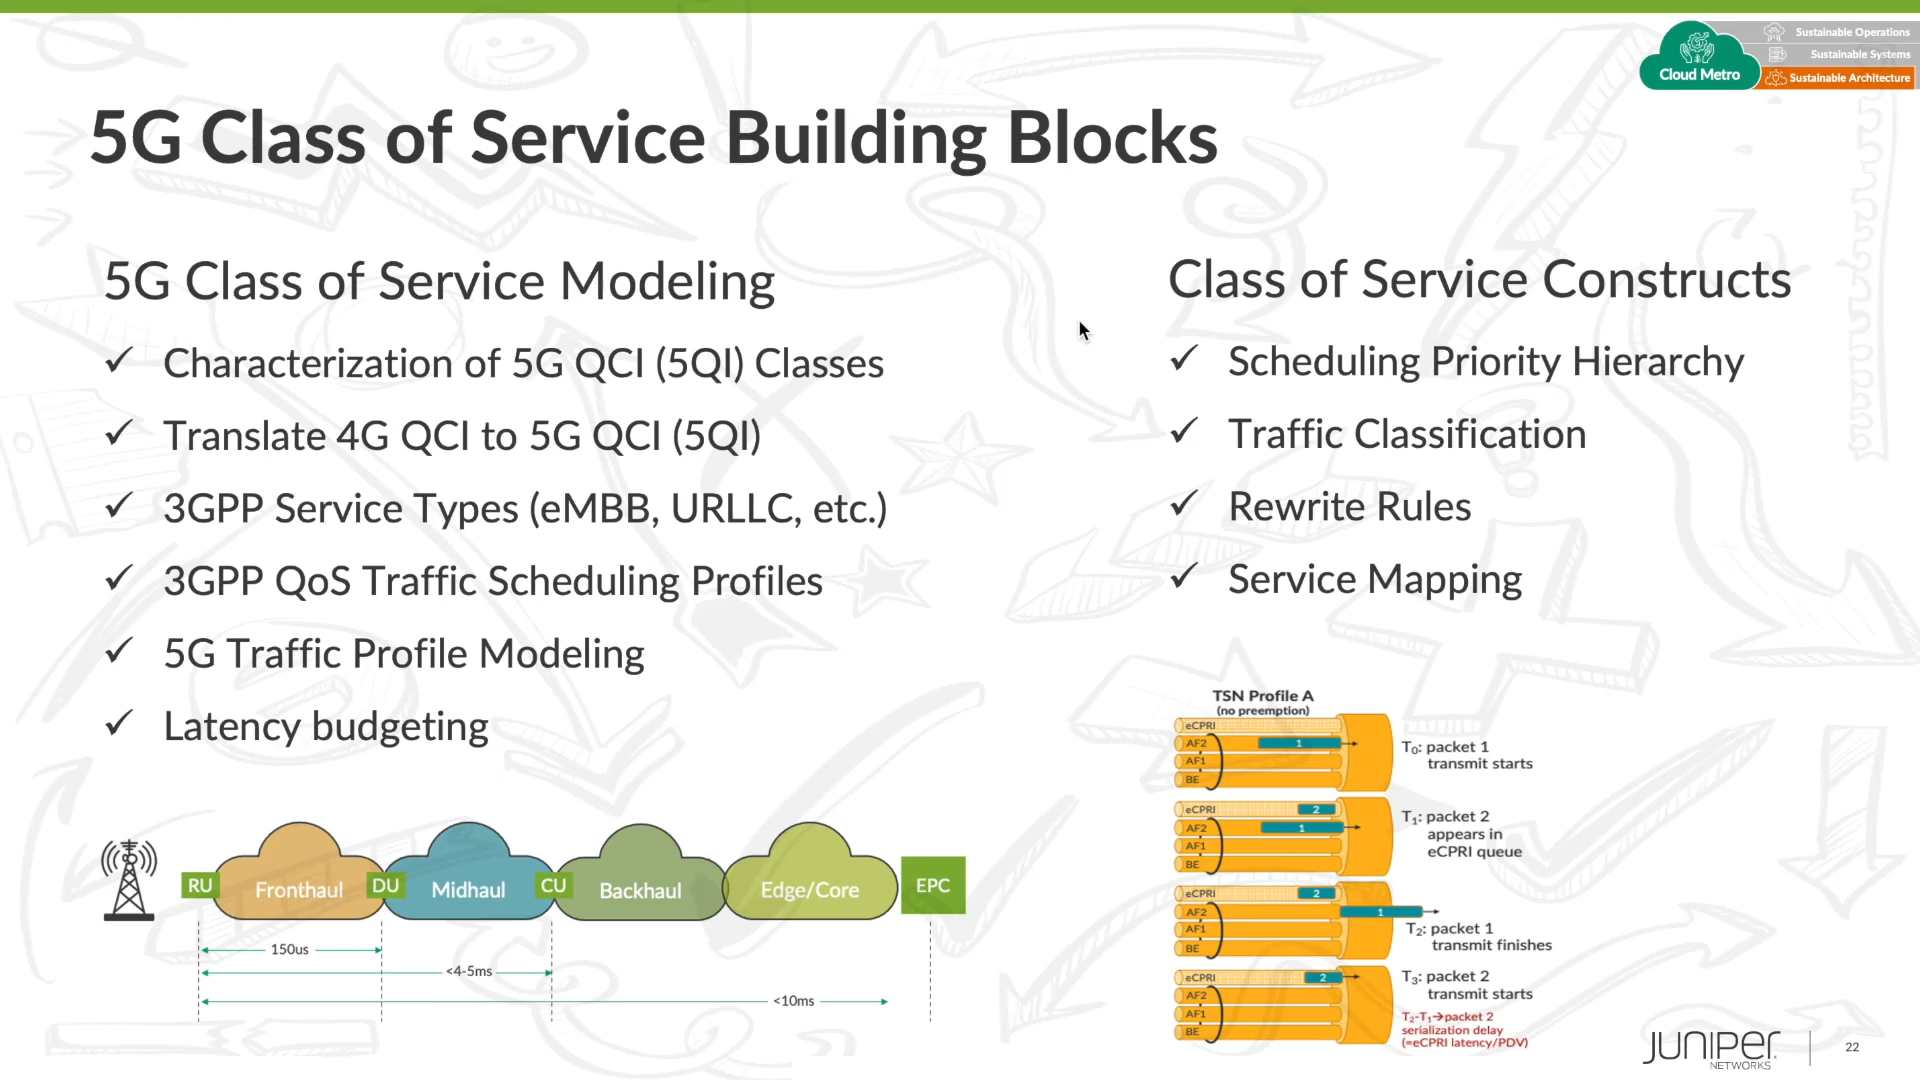 Sustainable Operations
Sustainable Systems
Sustainable Architecture
Cloud Metro
5G Class of Service Building Blocks
5G Class of Service Modeling
✓ Characterization of 5G QCI (5QI) Classes
✓ Translate 4G QCI to 5G QCI (5QI)
✓ 3GPP Service Types (eMBB, URLLC, etc.)
✓ 3GPP QoS Traffic Scheduling Profiles
✓ 5G Traffic Profile Modeling
✓ Latency budgeting
Class of Service Constructs
✓ Scheduling Priority Hierarchy
✓ Traffic Classification
✓ Rewrite Rules
✓ Service Mapping
RU Fronthaul DU Midhaul CU Backhaul Edge/Core EPC
150us
<4-5ms
<10ms
TSN Profile A
(no preemption)
eCPRI
AF2 1
AF1
BE
T₀: packet 1
transmit starts
eCPRI 2
AF2 1
AF1
BE
T₁: packet 2
appears in
eCPRI queue
eCPRI 2
AF2 1
AF1
BE
T₂: packet 1
transmit finishes
eCPRI 2
AF2
AF1
BE
T₃: packet 2
transmit starts
T₂-T₁→packet 2
serialization delay
(=eCPRI latency/PDV)
JUNIPER
NETWORKS
22